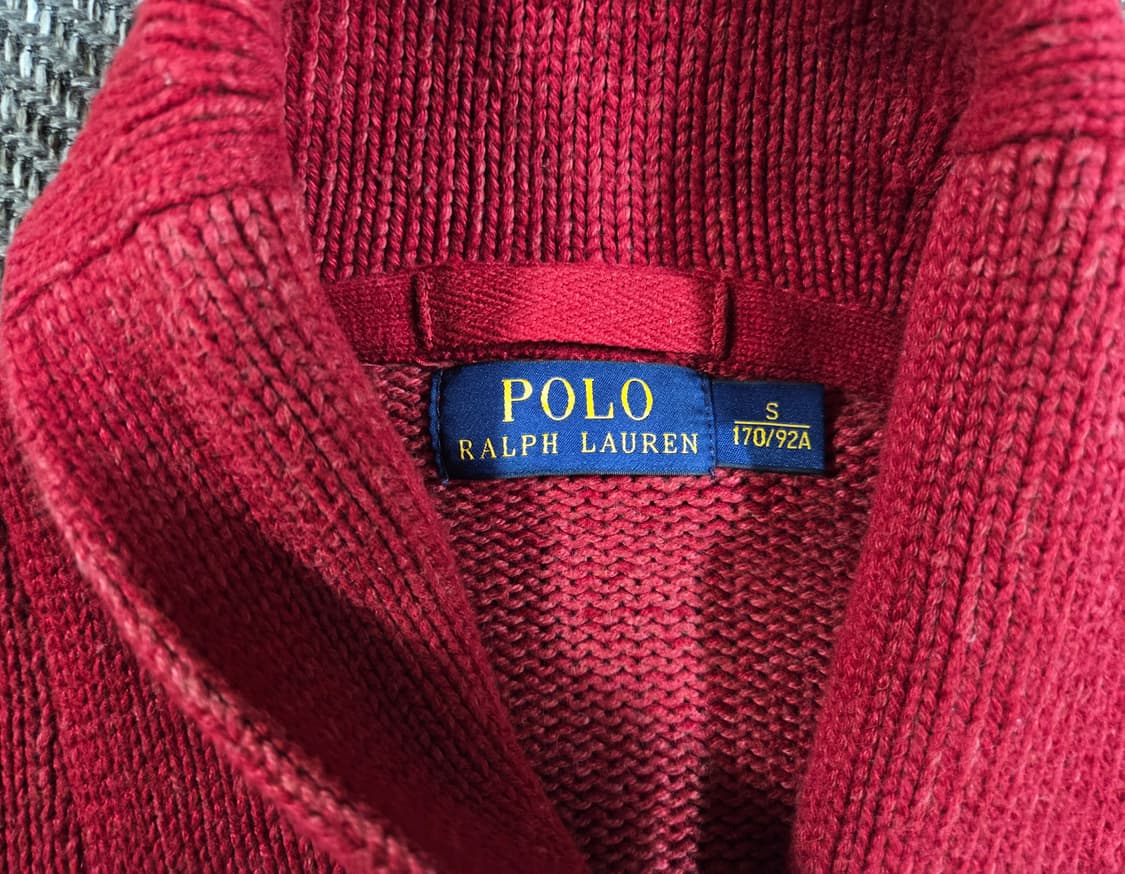 POLO
RALPH LAUREN
S
170/92A